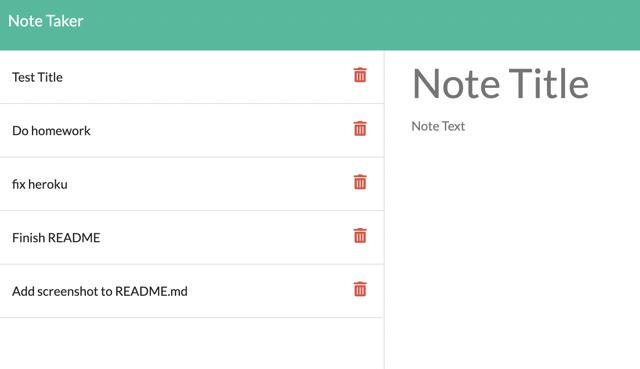 Note Taker
Test Title
Do homework
fix heroku
Finish README
Add screenshot to README.md
Note Title
Note Text